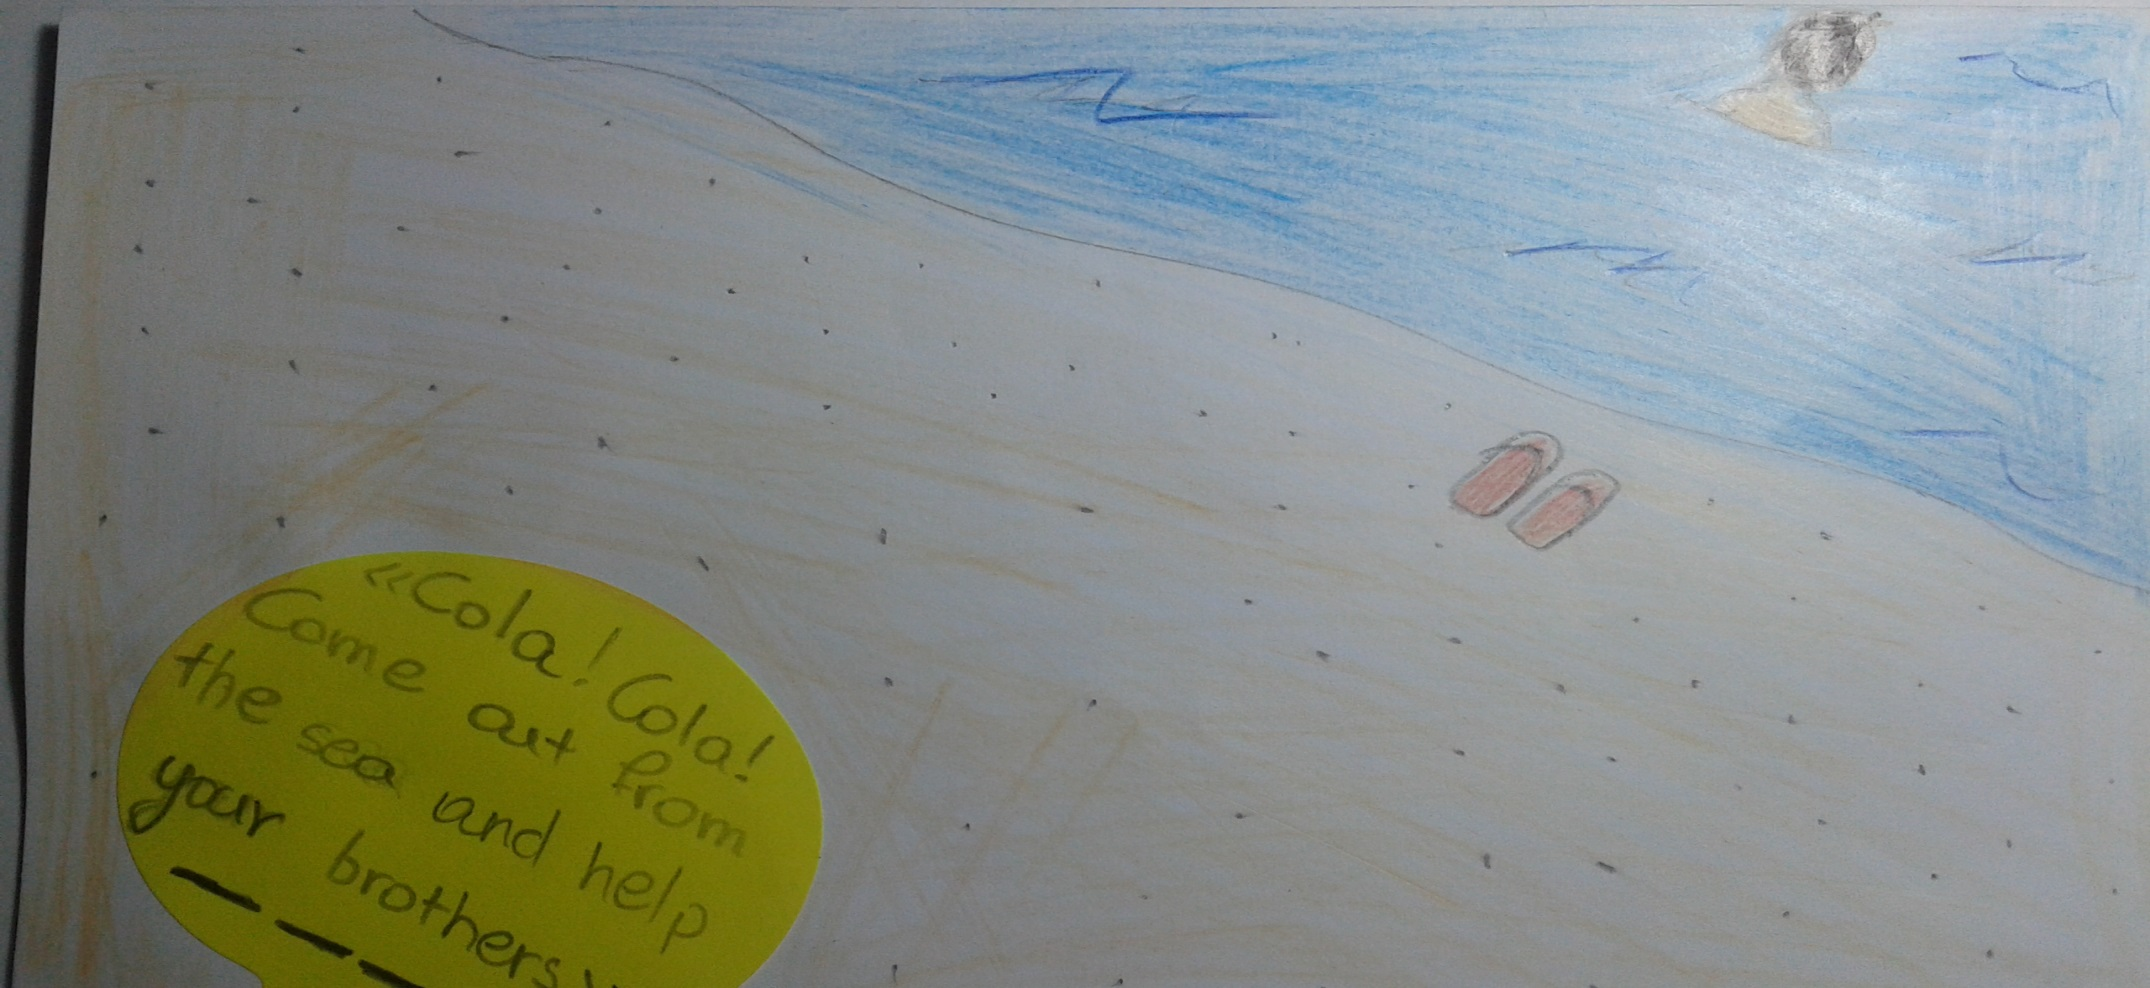 «Cola! Cola!
Come out from
the sea and help
your brothers»